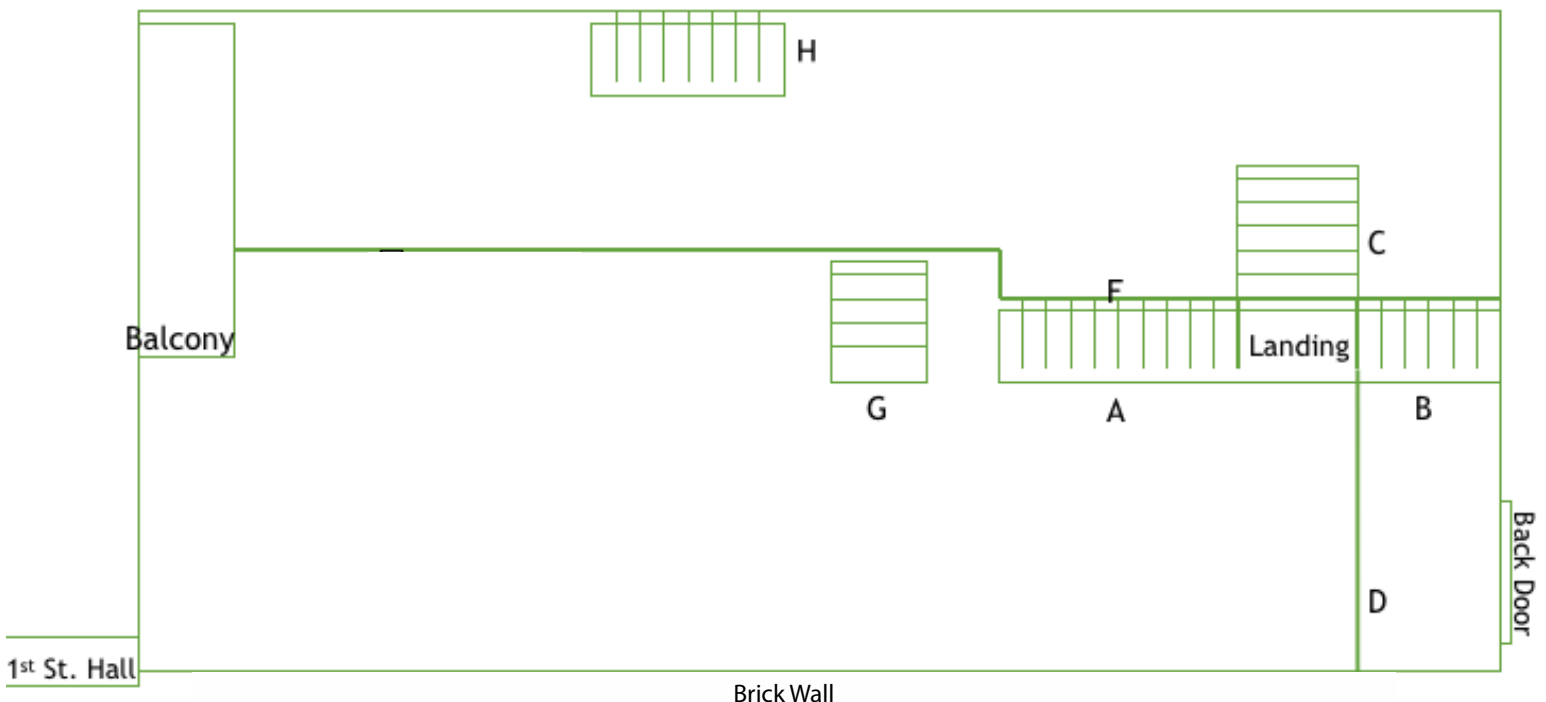 H
C
F
Balcony
Landing
G
A
B
Back Door
D
1st St. Hall
Brick Wall